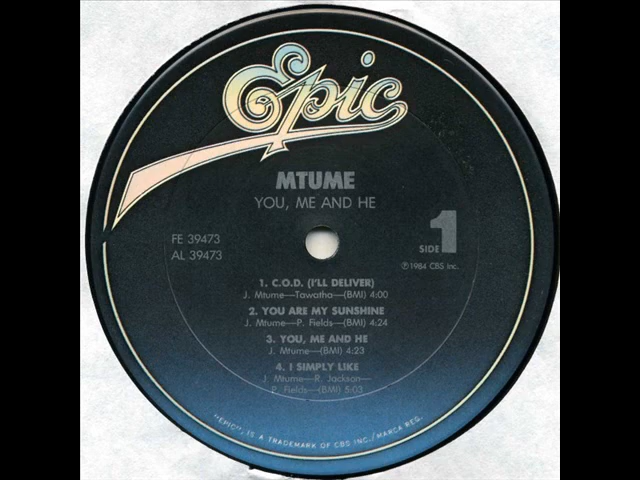 Epic
MTUME
YOU, ME AND HE
FE 39473
AL 39473
SIDE 1
℗1984 CBS Inc.
1. C.O.D. (I'LL DELIVER)
J. Mtume—Tawatha—(BMI) 4:00
2. YOU ARE MY SUNSHINE
J. Mtume—P. Fields—(BMI) 4:24
3. YOU, ME AND HE
J. Mtume—(BMI) 4:23
4. I SIMPLY LIKE
J. Mtume—R. Jackson—
P. Fields—(BMI) 5:03
"EPIC", IS A TRADEMARK OF CBS INC./MARCA REG.